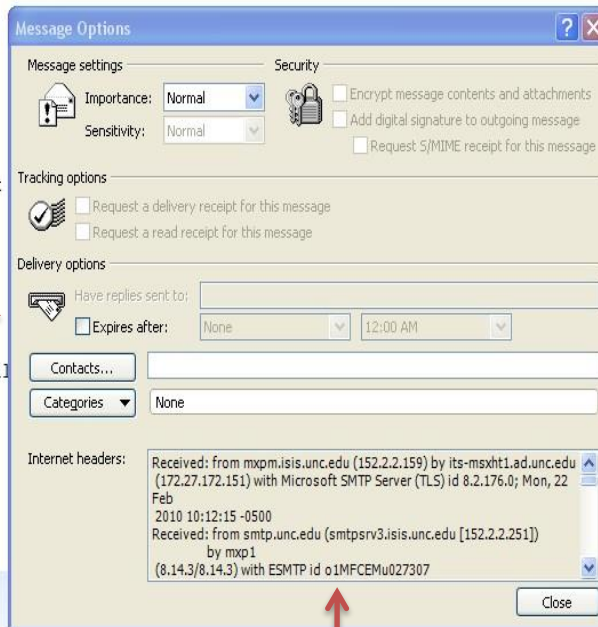 Message Options
Message settings
Security
Importance: Normal
Sensitivity: Normal
Encrypt message contents and attachments
Add digital signature to outgoing message
Request S/MIME receipt for this message
Tracking options
Request a delivery receipt for this message
Request a read receipt for this message
Delivery options
Have replies sent to:
Expires after: None 12:00 AM
Contacts...
Categories None
Internet headers:
Received: from mxpm.isis.unc.edu (152.2.2.159) by its-msxht1.ad.unc.edu
(172.27.172.151) with Microsoft SMTP Server (TLS) id 8.2.176.0; Mon, 22
Feb
2010 10:12:15 -0500
Received: from smtp.unc.edu (smtpsrv3.isis.unc.edu [152.2.2.251])
by mxp1
(8.14.3/8.14.3) with ESMTP id o1MFCEMu027307
Close